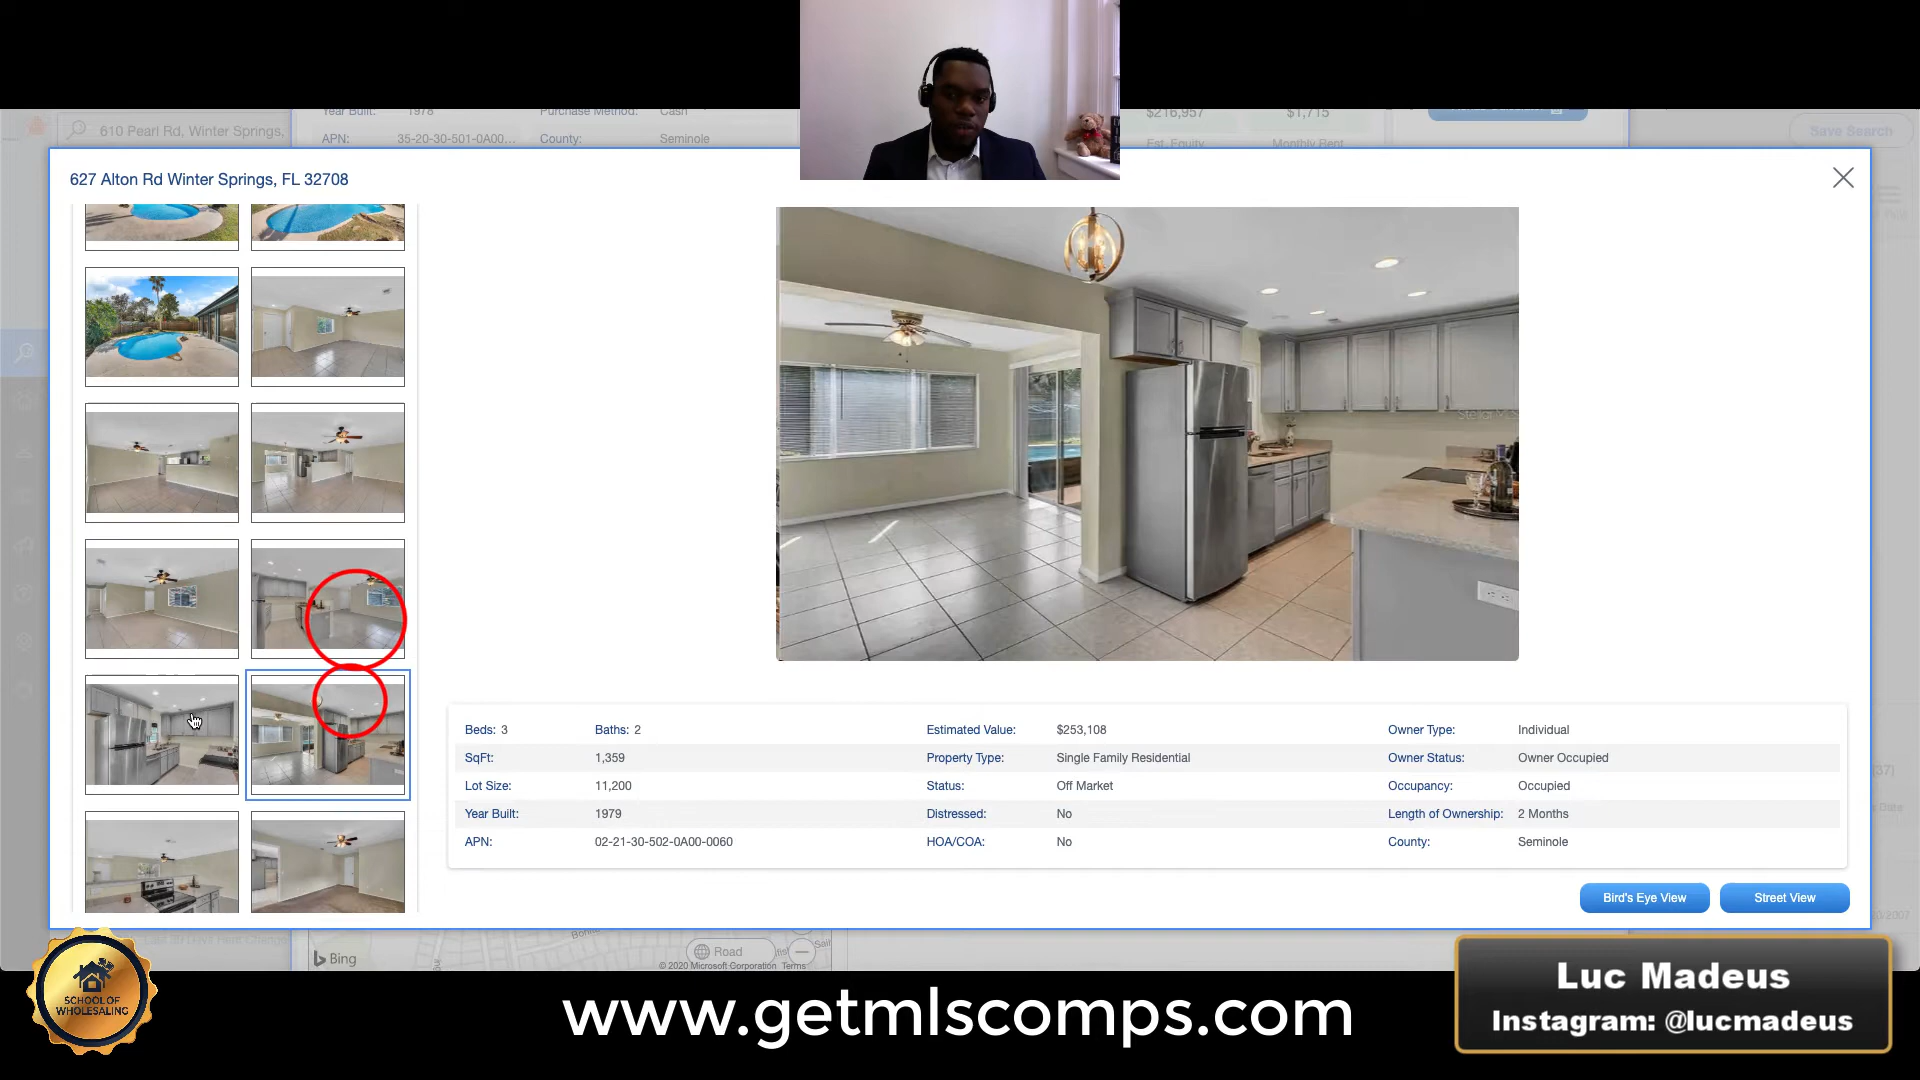 Year Built: 1978 Purchase Method: Cash
$216,957 $1,715
610 Pearl Rd, Winter Springs,
APN: 35-20-30-501-0A00... County: Seminole
Est. Equity Monthly Rent
Save Search
627 Alton Rd Winter Springs, FL 32708
Beds: 3 Baths: 2 Estimated Value: $253,108 Owner Type: Individual
SqFt: 1,359 Property Type: Single Family Residential Owner Status: Owner Occupied
Lot Size: 11,200 Status: Off Market Occupancy: Occupied
Year Built: 1979 Distressed: No Length of Ownership: 2 Months
APN: 02-21-30-502-0A00-0060 HOA/COA: No County: Seminole
Bird's Eye View Street View
(37)
Bing
Road
© 2020 Microsoft Corporation Terms
SCHOOL OF
WHOLESALING
www.getmlscomps.com
Luc Madeus
Instagram: @lucmadeus